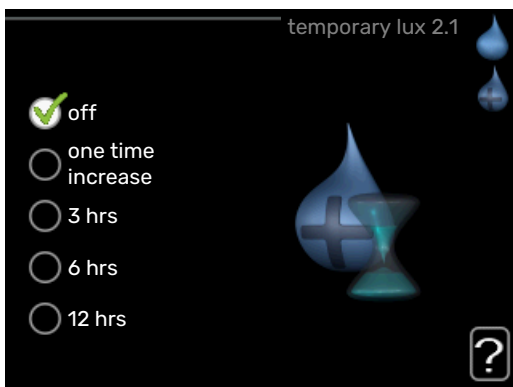 temporary lux 2.1
off
one time
increase
3 hrs
6 hrs
12 hrs
?